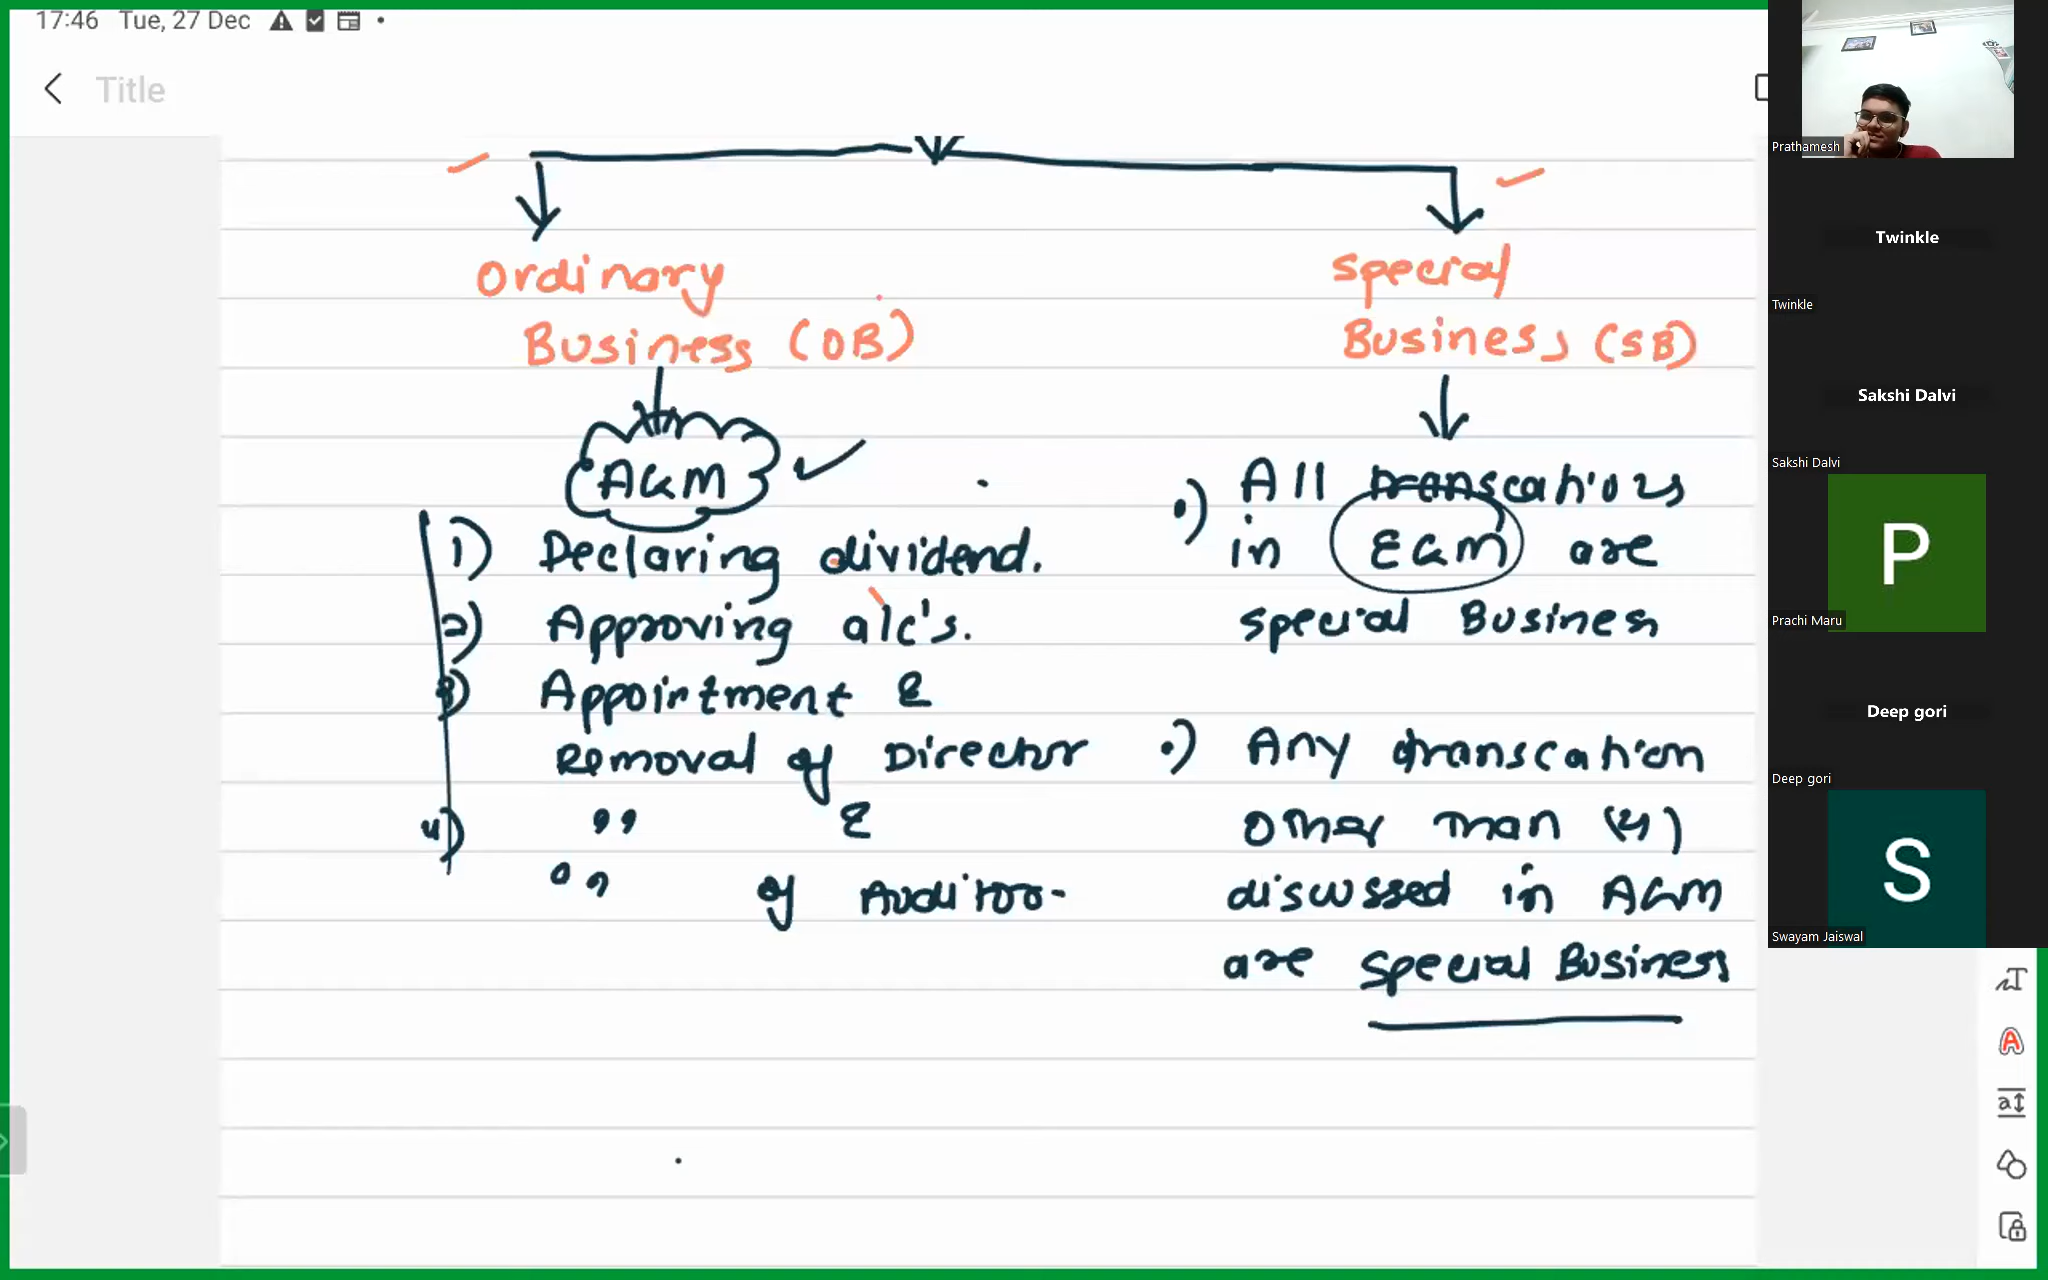 17:46 Tue, 27 Dec
Title
Ordinary
Business (OB)
AGM
1) Declaring dividend.
2) Approving a/c's.
3) Appointment &
Removal of Director
4) ,, &
,, of Auditor-
Special
Business (SB)
•) All transcations
in EGM are
special Business
•) Any transcation
other than (4)
discussed in AGM
are special Business
Prathamesh
Twinkle
Twinkle
Sakshi Dalvi
Sakshi Dalvi
P
Prachi Maru
Deep gori
Deep gori
S
Swayam Jaiswal